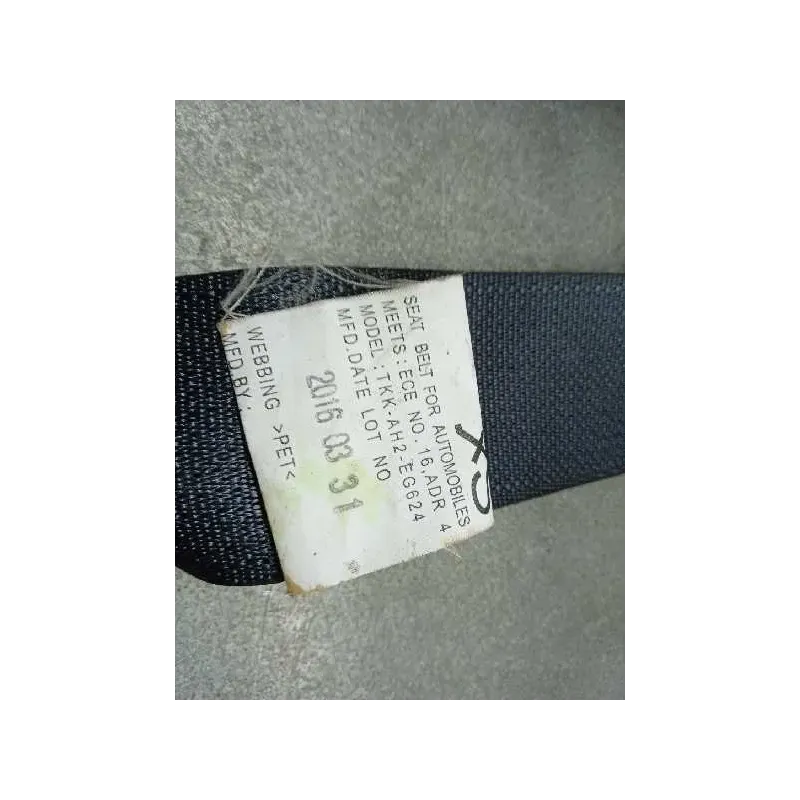 SEAT BELT FOR AUTOMOBILES
MEETS: ECE NO. 16, ADR 4
MODEL: TKK-AH2-EG624
MFD. DATE LOT NO
2016 03 31
WEBBING >PET<
MFD.BY: